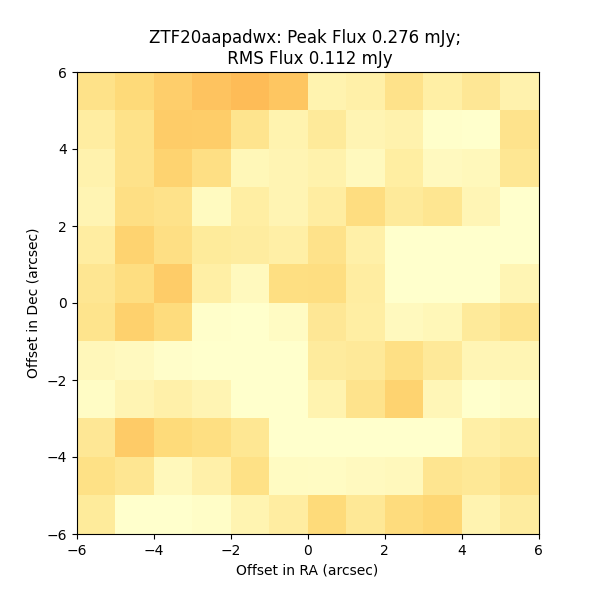 ZTF20aapadwx: Peak Flux 0.276 mJy;
RMS Flux 0.112 mJy
6
4
2
0
−2
−4
−6
Offset in Dec (arcsec)
−6 −4 −2 0 2 4 6
Offset in RA (arcsec)